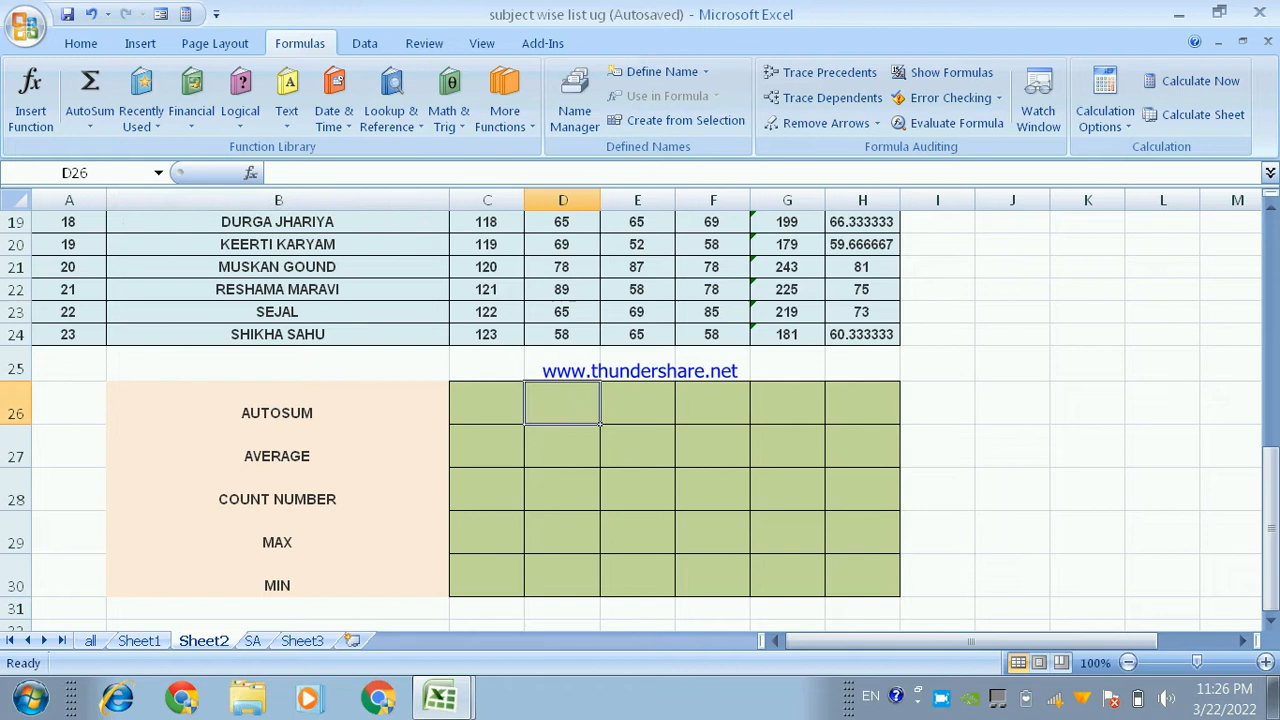 subject wise list ug (Autosaved) - Microsoft Excel
Home Insert Page Layout Formulas Data Review View Add-Ins
Insert Function
AutoSum
Recently Used
Financial
Logical
Text
Date & Time
Lookup & Reference
Math & Trig
More Functions
Function Library
Name Manager
Define Name
Use in Formula
Create from Selection
Defined Names
Trace Precedents
Trace Dependents
Remove Arrows
Show Formulas
Error Checking
Evaluate Formula
Watch Window
Formula Auditing
Calculation Options
Calculate Now
Calculate Sheet
Calculation
D26 fx
A B C D E F G H I J K L M
19 18 DURGA JHARIYA 118 65 65 69 199 66.333333
20 19 KEERTI KARYAM 119 69 52 58 179 59.666667
21 20 MUSKAN GOUND 120 78 87 78 243 81
22 21 RESHAMA MARAVI 121 89 58 78 225 75
23 22 SEJAL 122 65 69 85 219 73
24 23 SHIKHA SAHU 123 58 65 58 181 60.333333
25 www.thundershare.net
26 AUTOSUM
27 AVERAGE
28 COUNT NUMBER
29 MAX
30 MIN
31
all Sheet1 Sheet2 SA Sheet3
Ready 100%
EN 11:26 PM
3/22/2022